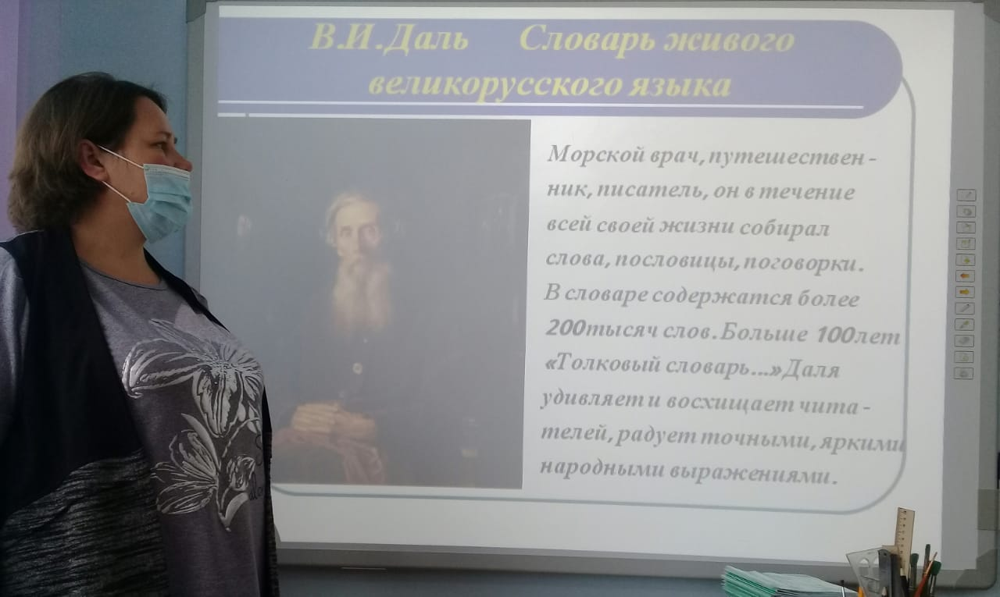 В.И.Даль Словарь живого
великорусского языка
Морской врач, путешествен -
ник, писатель, он в течение
всей своей жизни собирал
слова, пословицы, поговорки.
В словаре содержатся более
200тысяч слов. Больше 100лет
«Толковый словарь...» Даля
удивляет и восхищает чита -
телей, радует точными, яркими
народными выражениями.